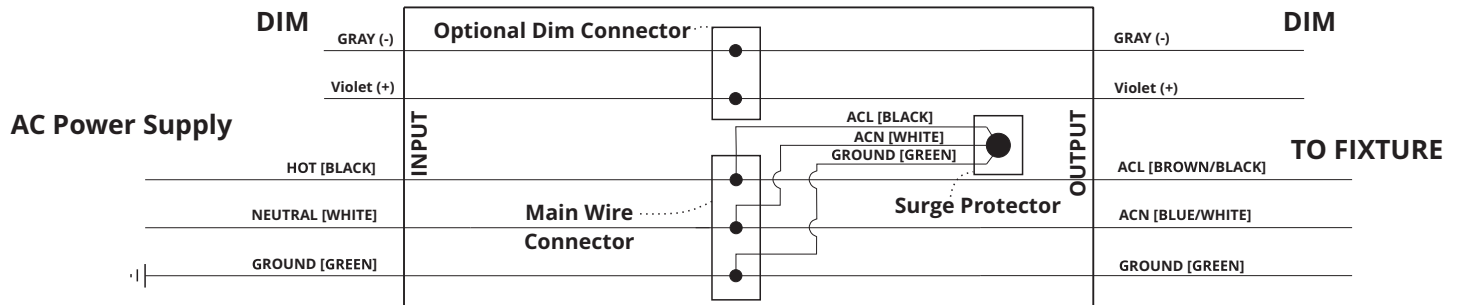 DIM
DIM
GRAY (-)
Optional Dim Connector
GRAY (-)
Violet (+)
Violet (+)
AC Power Supply
INPUT
ACL [BLACK]
ACN [WHITE]
GROUND [GREEN]
OUTPUT
TO FIXTURE
HOT [BLACK]
ACL [BROWN/BLACK]
NEUTRAL [WHITE]
Main Wire
Connector
Surge Protector
ACN [BLUE/WHITE]
GROUND [GREEN]
GROUND [GREEN]